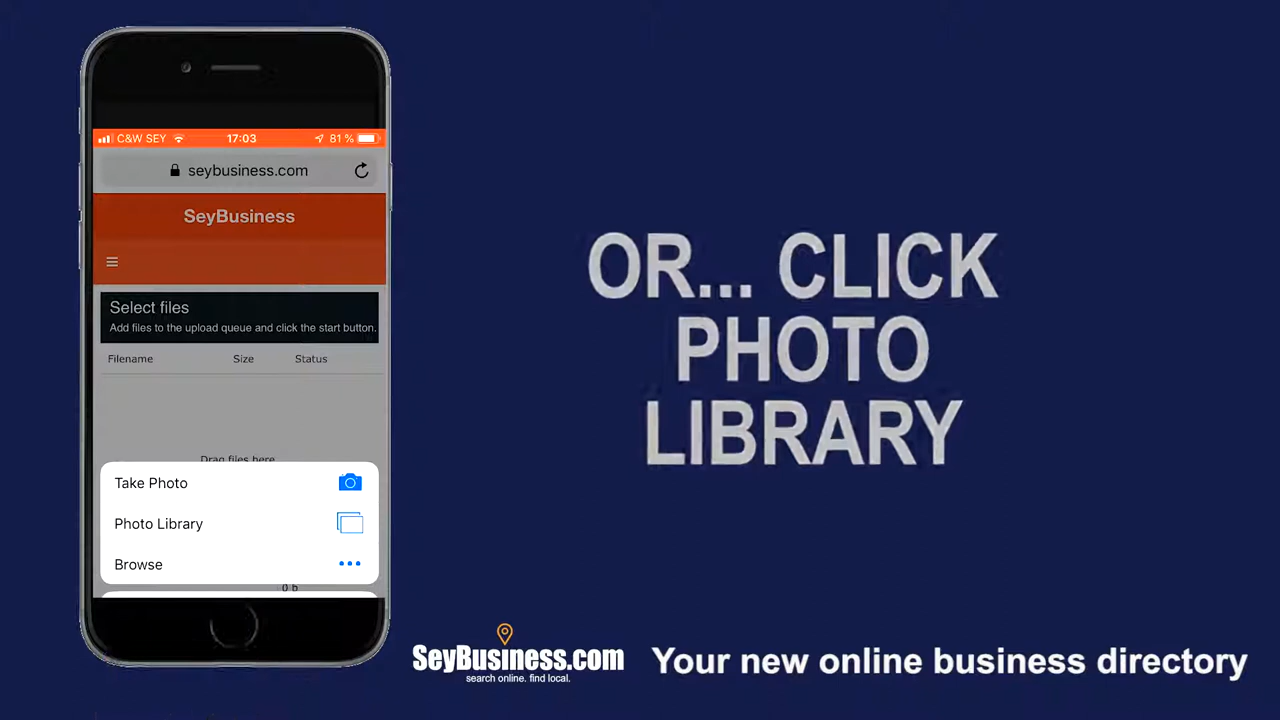 C&W SEY 17:03 81 %
seybusiness.com
SeyBusiness
Select files
Add files to the upload queue and click the start button.
Filename Size Status
Drag files here
Take Photo
Photo Library
Browse
0 b
OR... CLICK
PHOTO
LIBRARY
SeyBusiness.com
search online. find local.
Your new online business directory